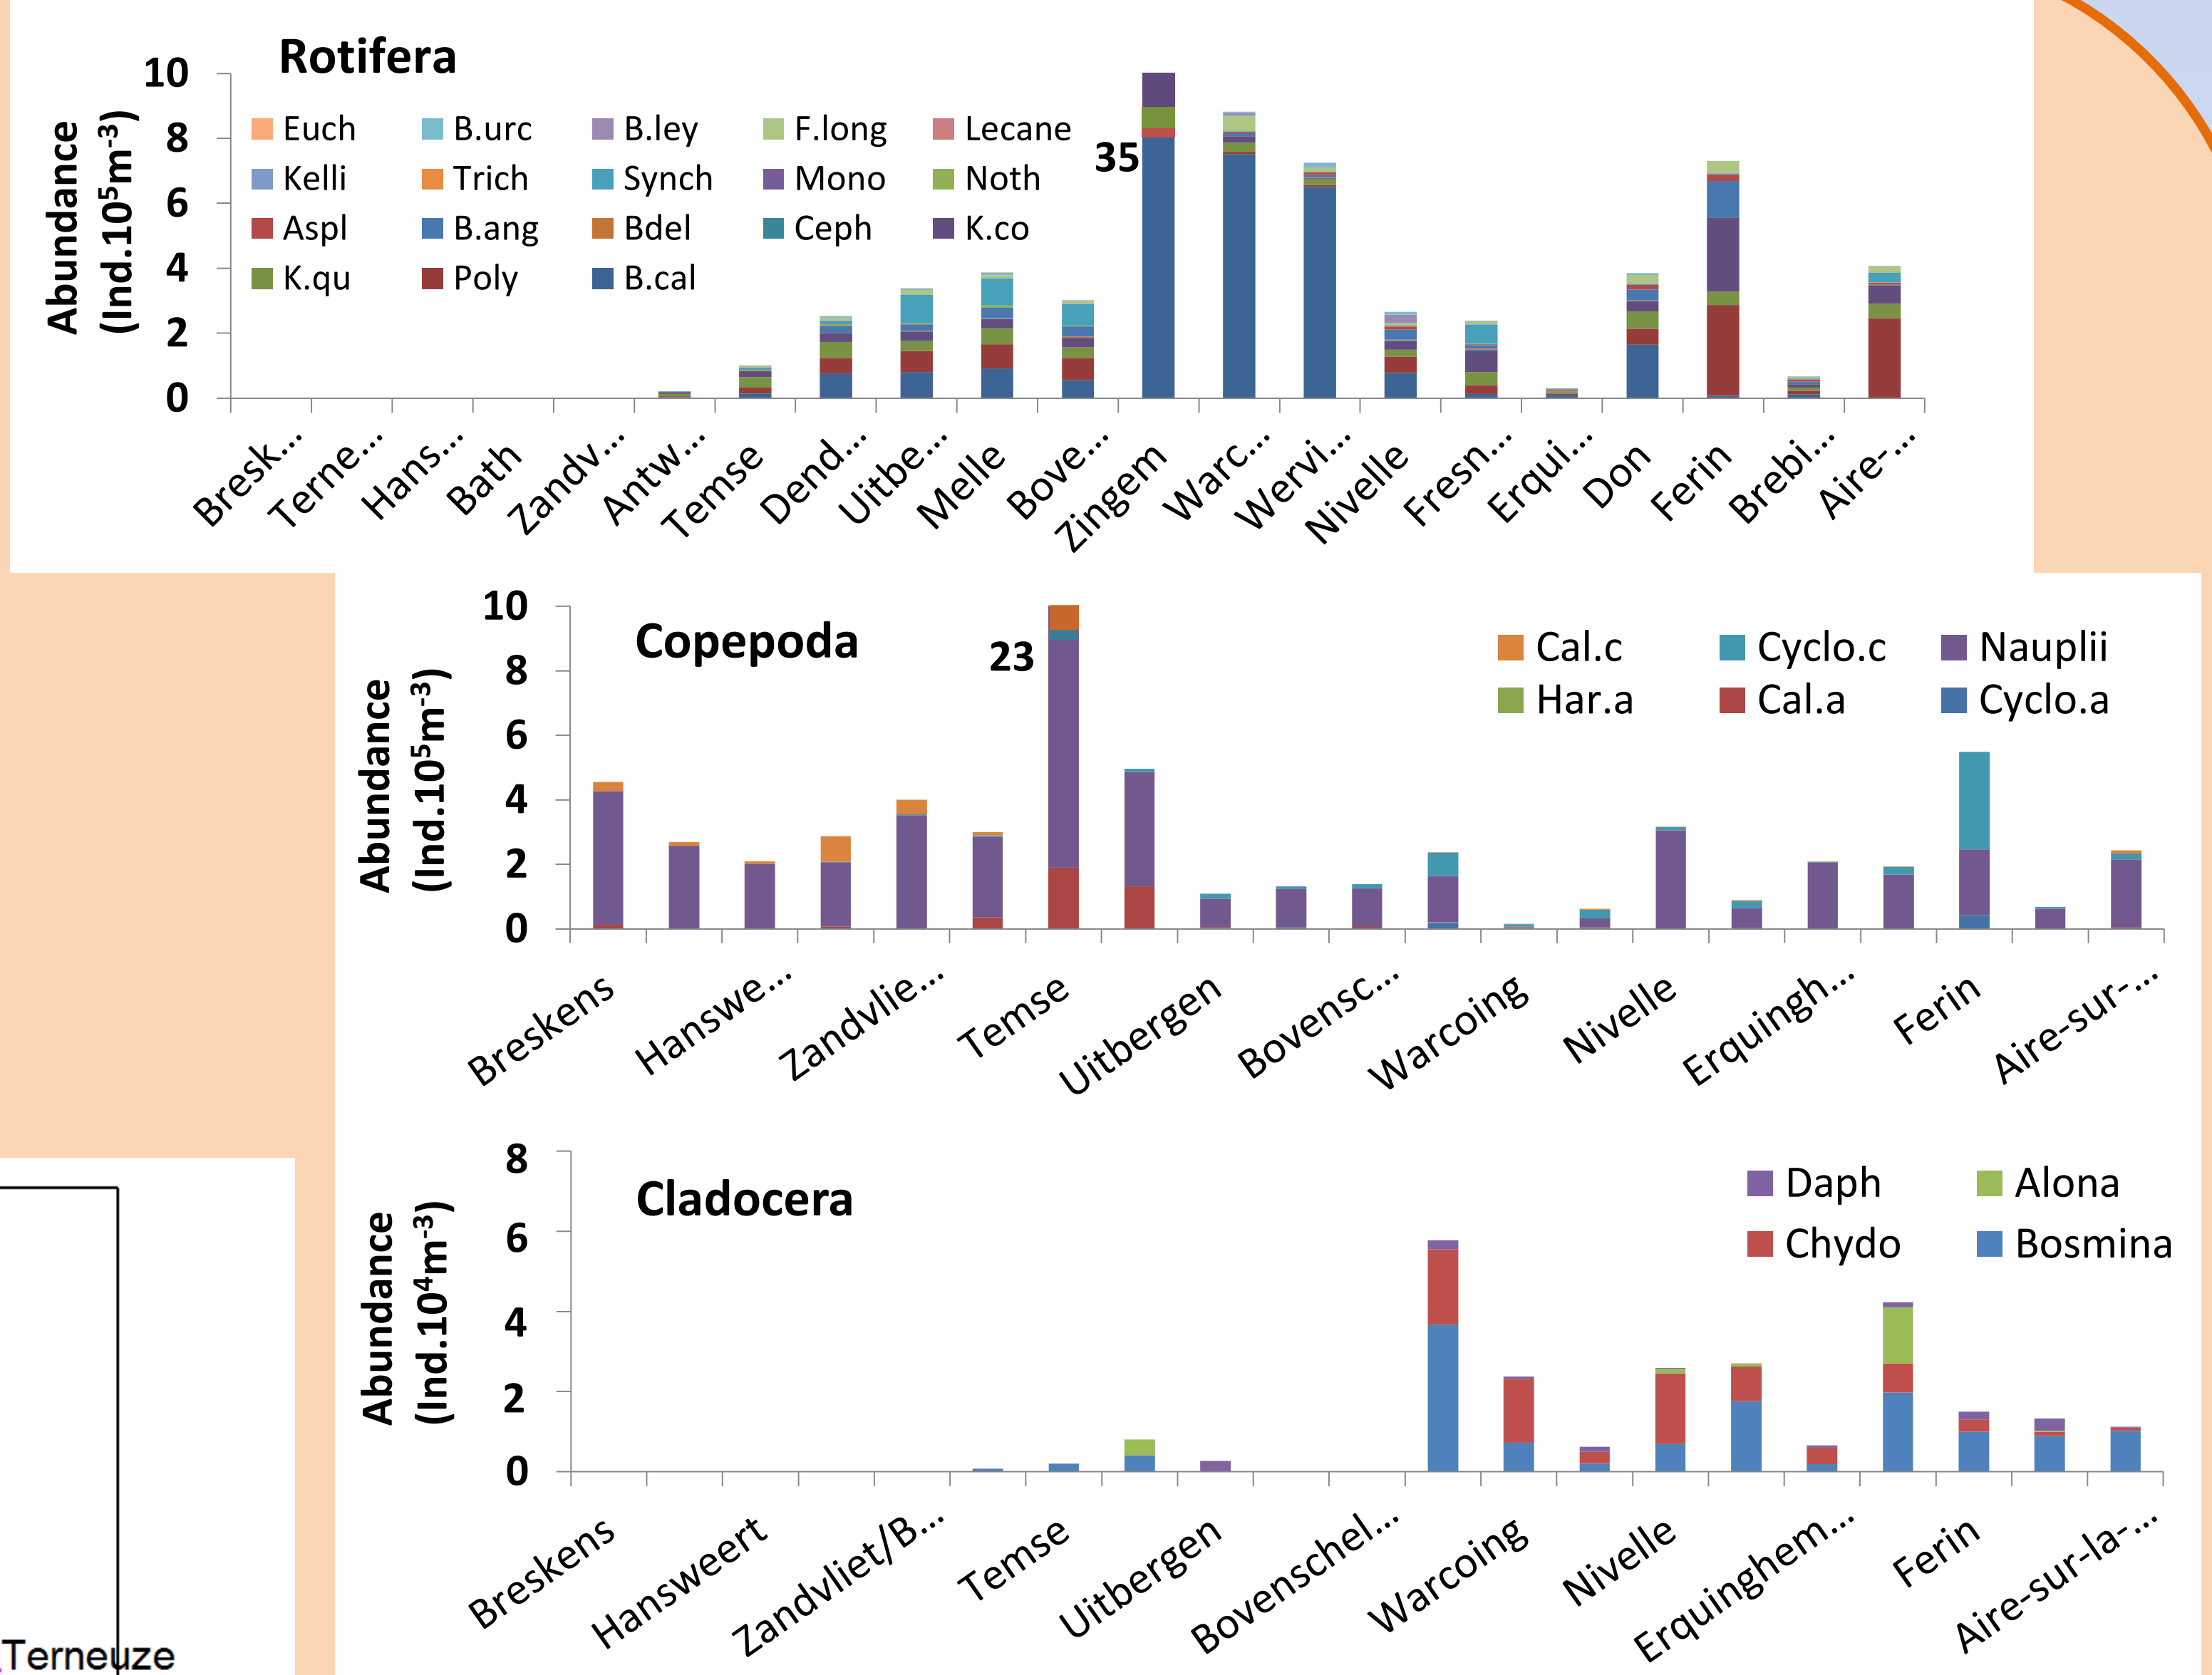 Rotifera
10
8
6
4
2
0
Abundance
(Ind.10⁵m⁻³)
Euch B.urc B.ley F.long Lecane
Kelli Trich Synch Mono Noth
Aspl B.ang Bdel Ceph K.co
K.qu Poly B.cal
35
Bresk... Terne... Hans... Bath Zandv... Antw... Temse Dend... Uitbe... Melle Bove... Zingem Warc... Wervi... Nivelle Fresn... Erqui... Don Ferin Brebi... Aire-...
Copepoda
10
8
6
4
2
0
Abundance
(Ind.10⁵m⁻³)
23
Cal.c Cyclo.c Nauplii
Har.a Cal.a Cyclo.a
Breskens Hanswe... Zandvlie... Temse Uitbergen Bovensc... Warcoing Nivelle Erquingh... Ferin Aire-sur-...
Cladocera
8
6
4
2
0
Abundance
(Ind.10⁴m⁻³)
Daph Alona
Chydo Bosmina
Breskens Hansweert Zandvliet/B... Temse Uitbergen Bovenschel... Warcoing Nivelle Erquinghem... Ferin Aire-sur-la-...
Terneuze